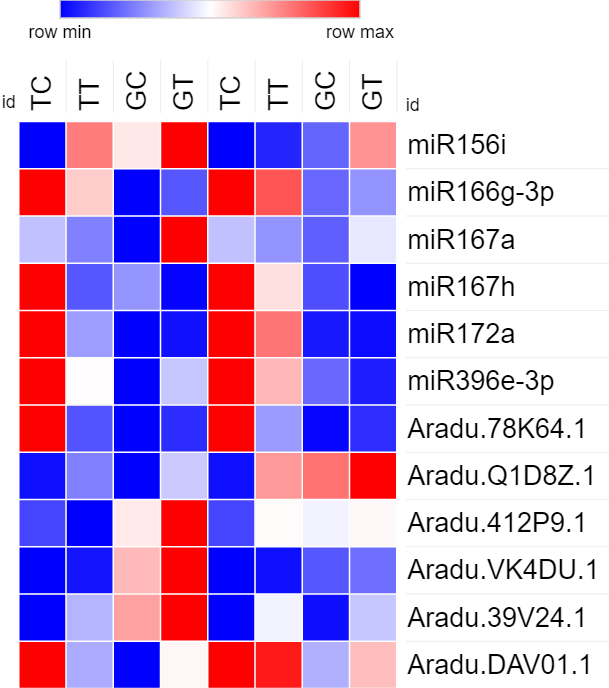 row min row max
id TC TT GC GT TC TT GC GT id
miR156i
miR166g-3p
miR167a
miR167h
miR172a
miR396e-3p
Aradu.78K64.1
Aradu.Q1D8Z.1
Aradu.412P9.1
Aradu.VK4DU.1
Aradu.39V24.1
Aradu.DAV01.1